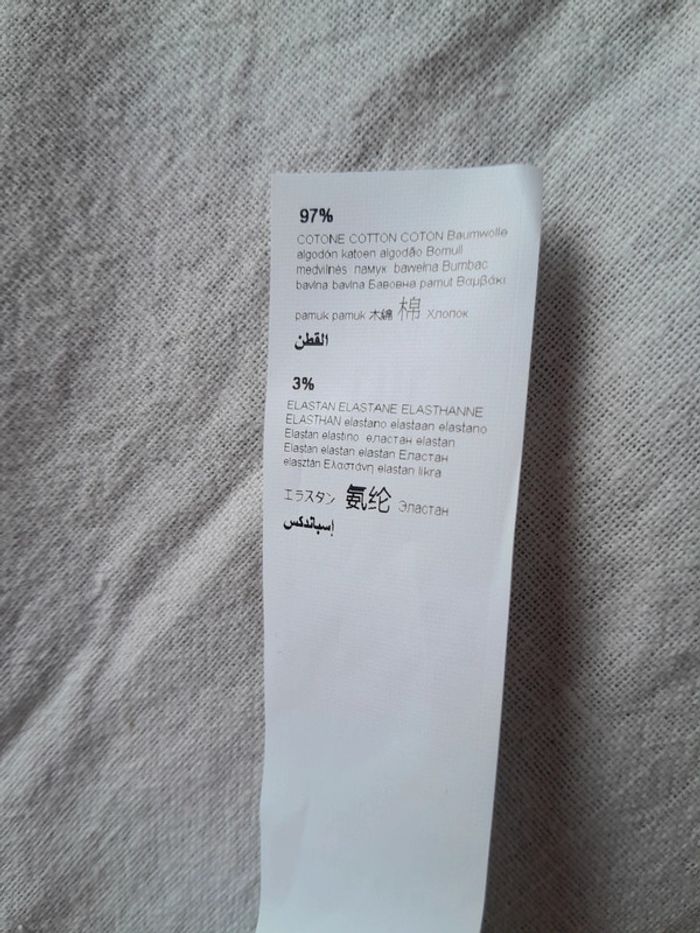 97%
COTONE COTTON COTON Baumwolle
algodón katoen algodão Bomull
medvilnės памук bawełna Bumbac
bavlna bavlna Бавовна pamut Βαμβάκι
pamuk pamuk 木綿 棉 Хлопок
القطن
3%
ELASTAN ELASTANE ELASTHANNE
ELASTHAN elastano elastaan elastano
Elastan elastino еластан elastan
Elastan elastan elastan Еластан
elasztán Ελαστάνη elastan likra
エラスタン 氨纶 Эластан
إسباندكس